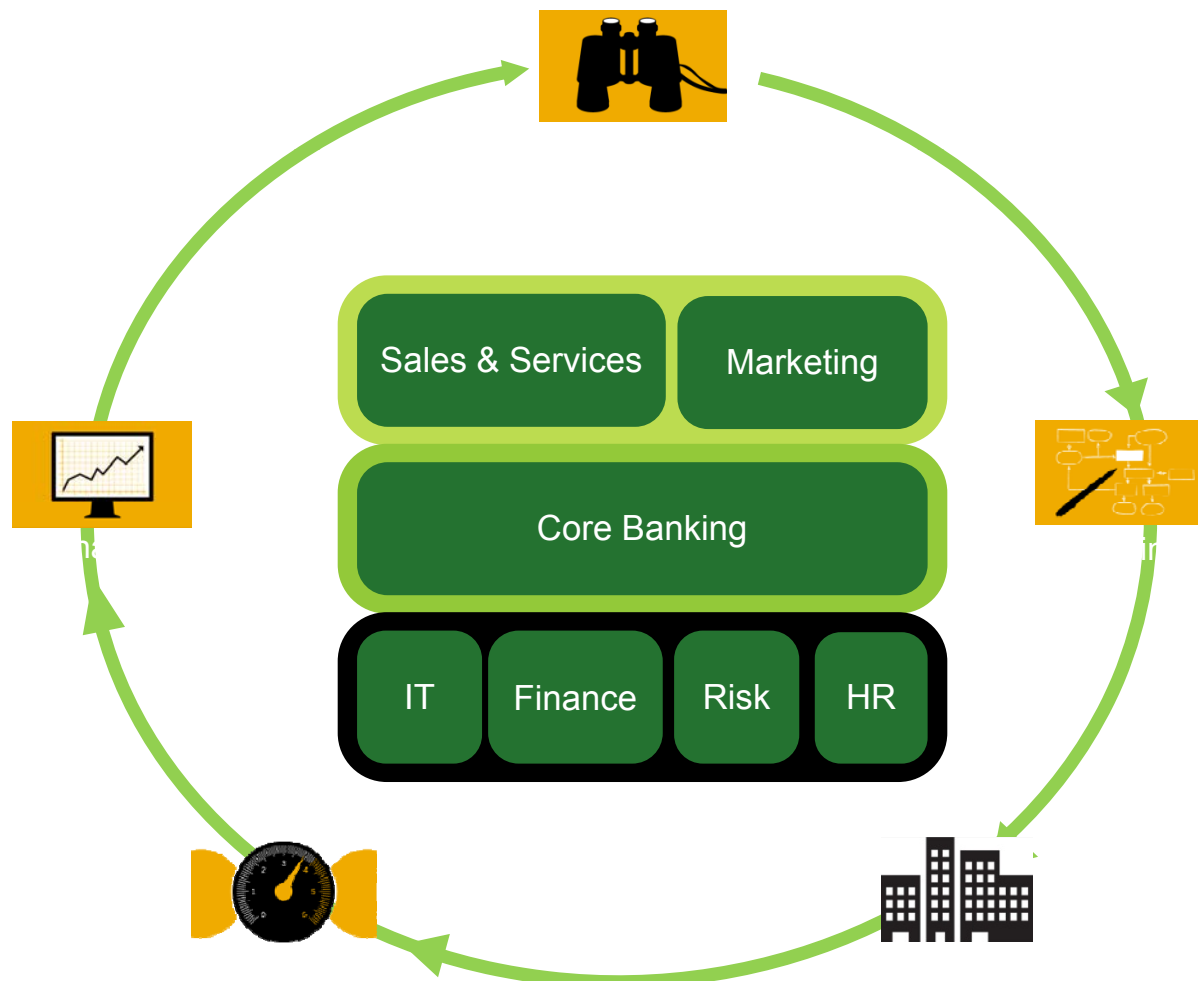 Sales & Services
Marketing
Core Banking
IT
Finance
Risk
HR